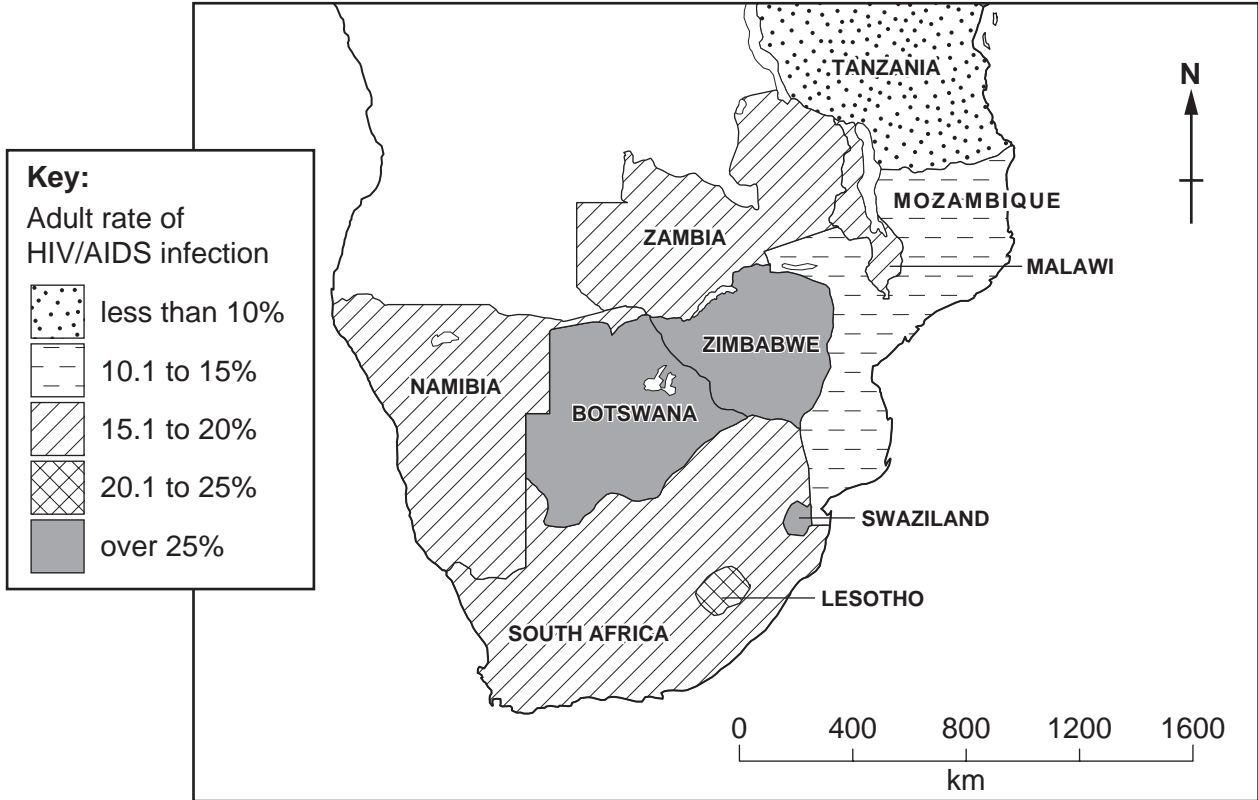 Key:
Adult rate of
HIV/AIDS infection
less than 10%
10.1 to 15%
15.1 to 20%
20.1 to 25%
over 25%
TANZANIA
N
MOZAMBIQUE
ZAMBIA
MALAWI
ZIMBABWE
NAMIBIA
BOTSWANA
SWAZILAND
LESOTHO
SOUTH AFRICA
0 400 800 1200 1600
km